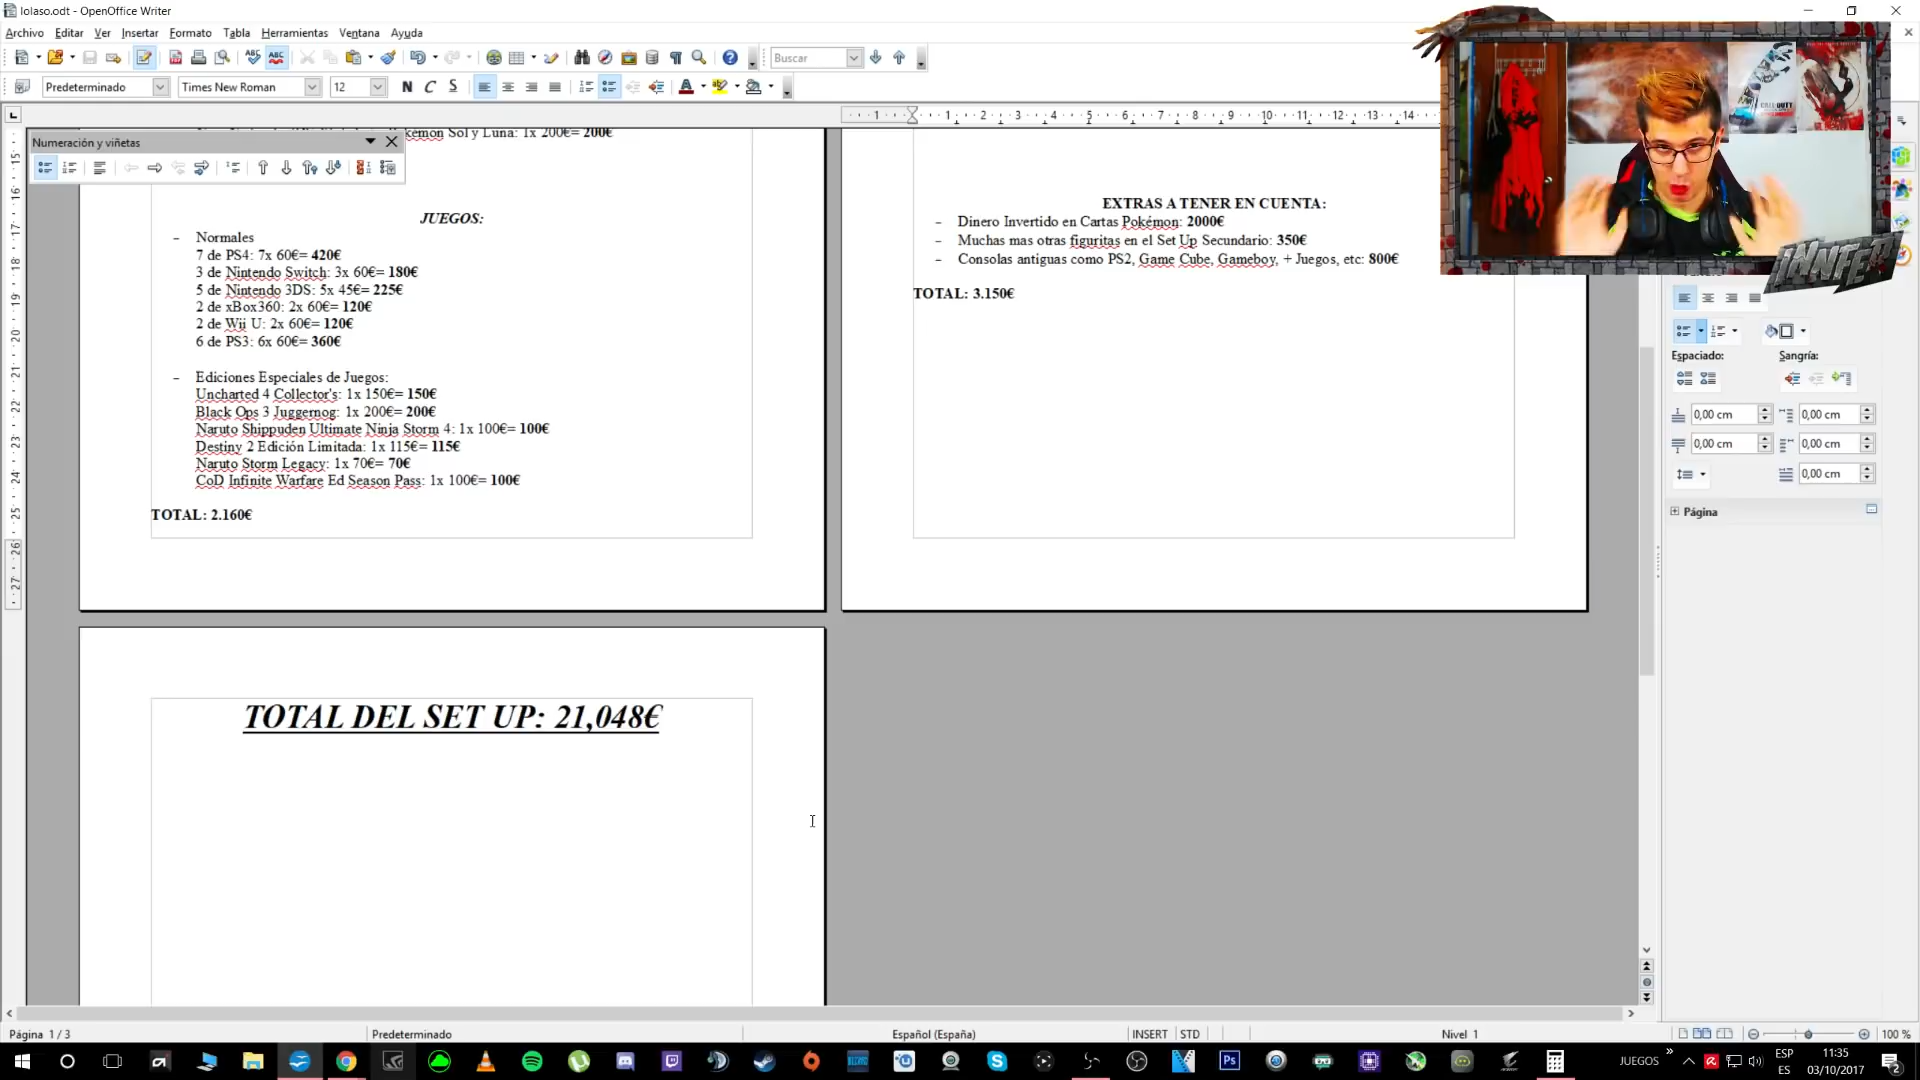 lolaso.odt - OpenOffice Writer
Archivo Editar Ver Insertar Formato Tabla Herramientas Ventana Ayuda
Buscar
Predeterminado Times New Roman 12 N C S
Numeración y viñetas
Pokémon Sol y Luna: 1x 200€= 200€
JUEGOS:
- Normales
7 de PS4: 7x 60€= 420€
3 de Nintendo Switch: 3x 60€= 180€
5 de Nintendo 3DS: 5x 45€= 225€
2 de xBox360: 2x 60€= 120€
2 de Wii U: 2x 60€= 120€
6 de PS3: 6x 60€= 360€
- Ediciones Especiales de Juegos:
Uncharted 4 Collector's: 1x 150€= 150€
Black Ops 3 Juggernog: 1x 200€= 200€
Naruto Shippuden Ultimate Ninja Storm 4: 1x 100€= 100€
Destiny 2 Edición Limitada: 1x 115€= 115€
Naruto Storm Legacy: 1x 70€= 70€
CoD Infinite Warfare Ed Season Pass: 1x 100€= 100€
TOTAL: 2.160€
EXTRAS A TENER EN CUENTA:
- Dinero Invertido en Cartas Pokémon: 2000€
- Muchas mas otras figuritas en el Set Up Secundario: 350€
- Consolas antiguas como PS2, Game Cube, Gameboy, + Juegos, etc: 800€
TOTAL: 3.150€
TOTAL DEL SET UP: 21,048€
CALL·DUTY
Espaciado: Sangría:
0,00 cm 0,00 cm
0,00 cm 0,00 cm
0,00 cm
Página
Página 1 / 3 Predeterminado Español (España) INSERT STD Nivel 1 100 %
JUEGOS » ESP 11:35
ES 03/10/2017